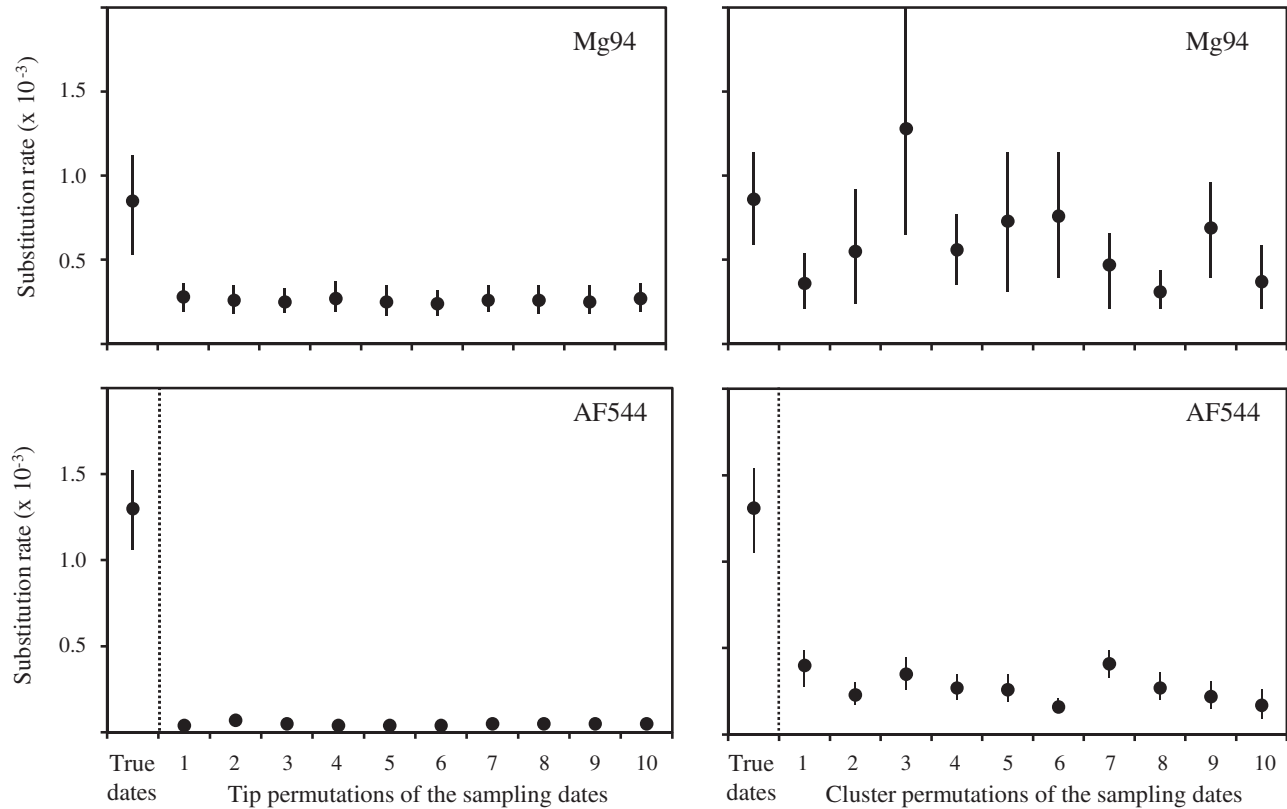 Mg94
Mg94
Substitution rate (x 10⁻³)
1.5
1.0
0.5
AF544
AF544
Substitution rate (x 10⁻³)
1.5
1.0
0.5
True dates
1 2 3 4 5 6 7 8 9 10
Tip permutations of the sampling dates
True dates
1 2 3 4 5 6 7 8 9 10
Cluster permutations of the sampling dates